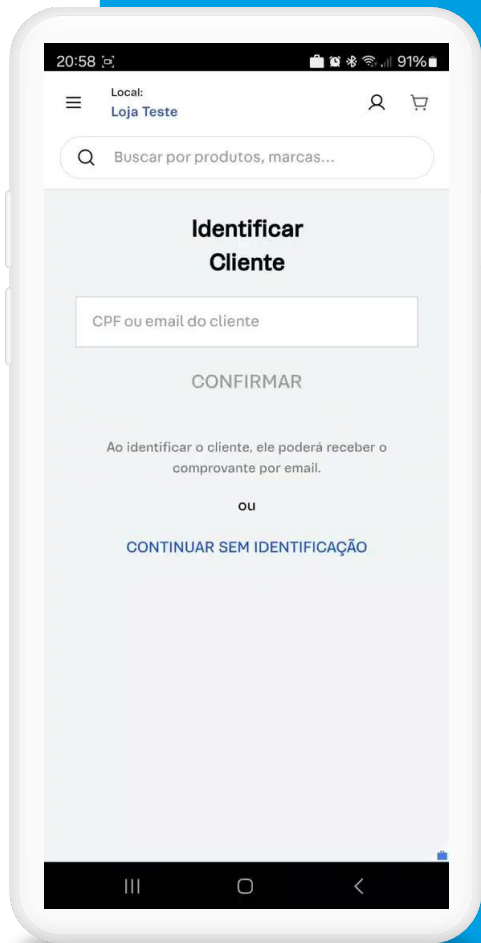 20:58
91%
Local:
Loja Teste
Buscar por produtos, marcas...
Identificar
Cliente
CPF ou email do cliente
CONFIRMAR
Ao identificar o cliente, ele poderá receber o
comprovante por email.
ou
CONTINUAR SEM IDENTIFICAÇÃO